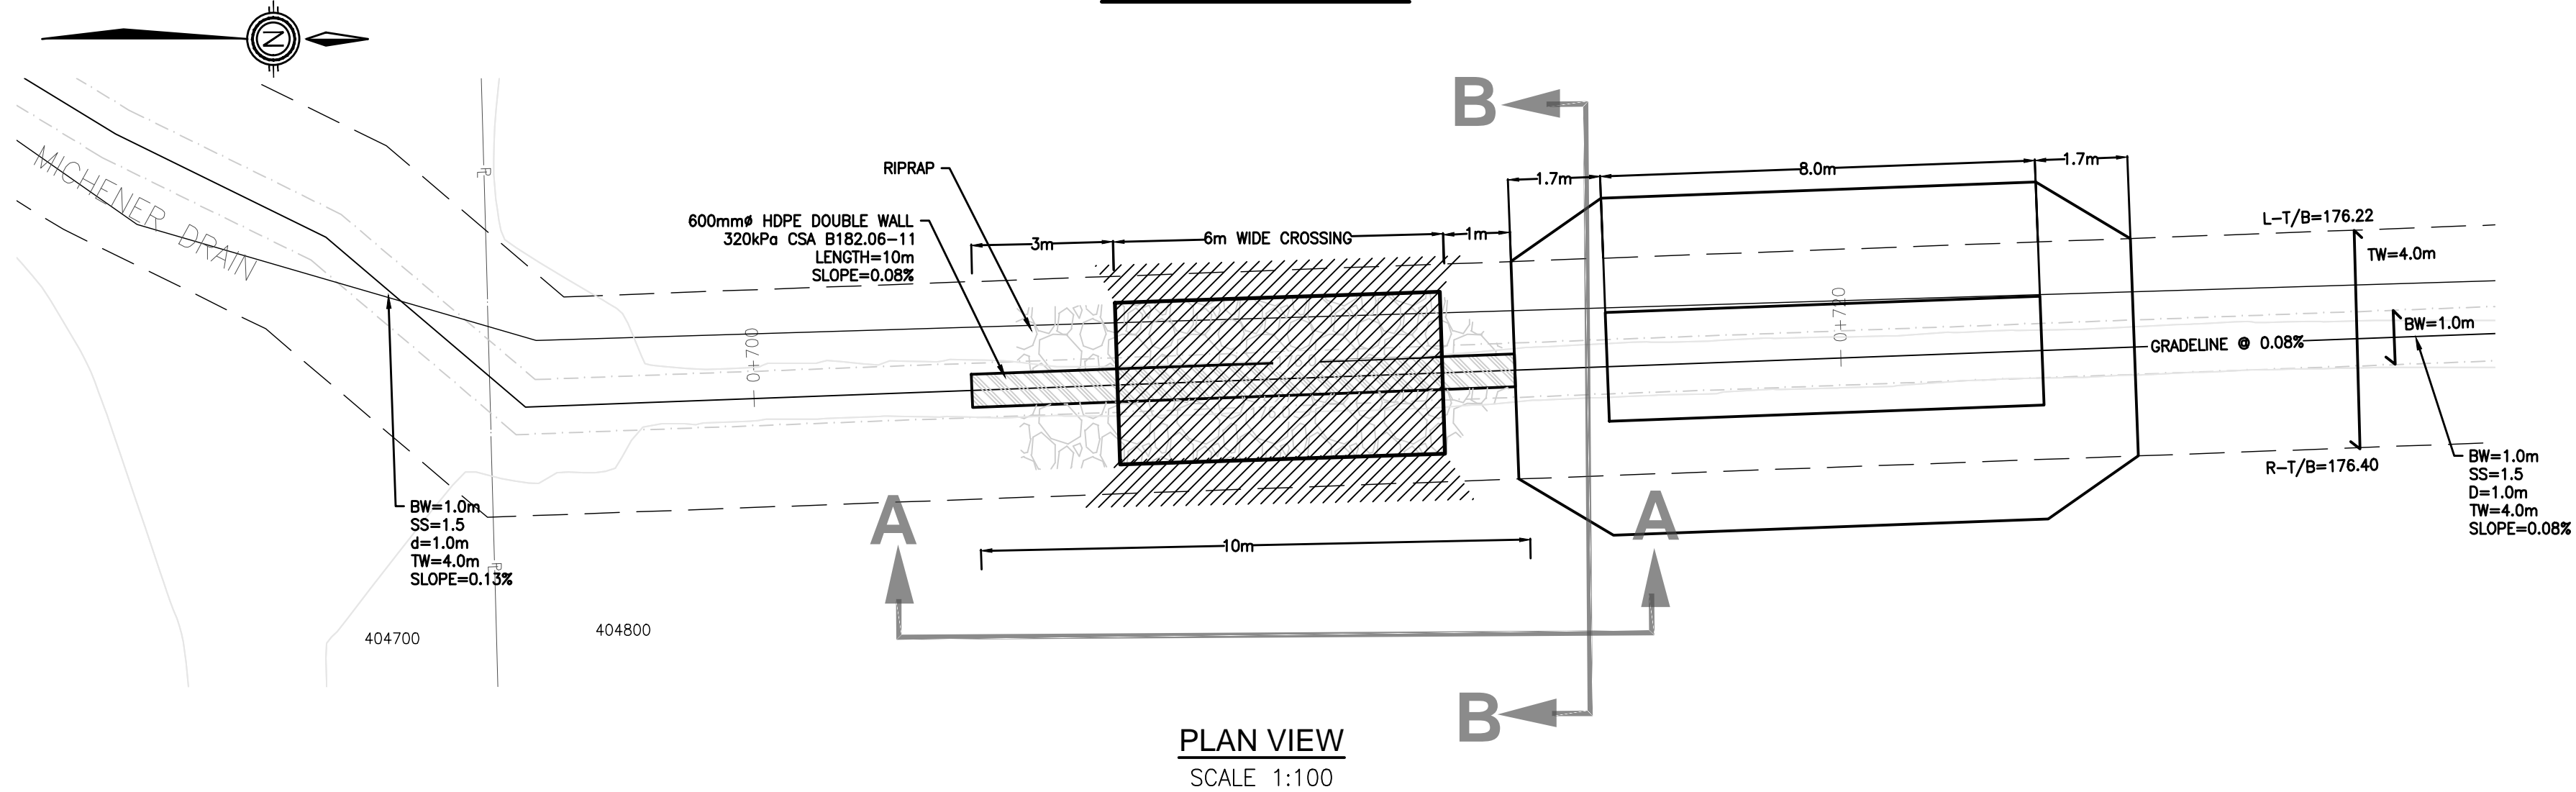 N
MICHENER DRAIN
PL
RIPRAP
600mmø HDPE DOUBLE WALL
320kPa CSA B182.06-11
LENGTH=10m
SLOPE=0.08%
3m
6m WIDE CROSSING
1m
B
1.7m
8.0m
1.7m
L-T/B=176.22
TW=4.0m
0+700
0+720
BW=1.0m
GRADELINE @ 0.08%
R-T/B=176.40
BW=1.0m
SS=1.5
D=1.0m
TW=4.0m
SLOPE=0.08%
BW=1.0m
SS=1.5
d=1.0m
TW=4.0m
SLOPE=0.13%
PL
A
A
10m
404700
404800
B
PLAN VIEW
SCALE 1:100